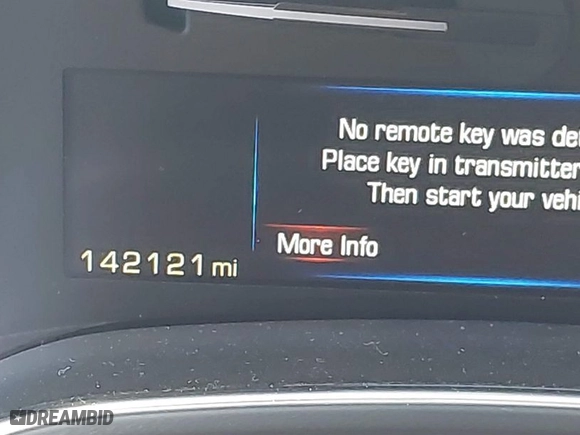 No remote key was de
Place key in transmitter
Then start your vehi
More Info
142121 mi
DREAMBID